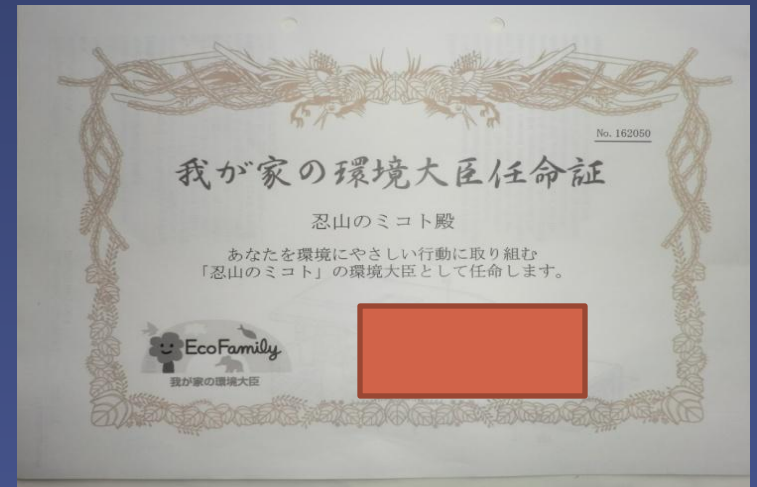 No. 162050
我が家の環境大臣任命証
忍山のミコト殿
あなたを環境にやさしい行動に取り組む
「忍山のミコト」の環境大臣として任命します。
EcoFamily
我が家の環境大臣